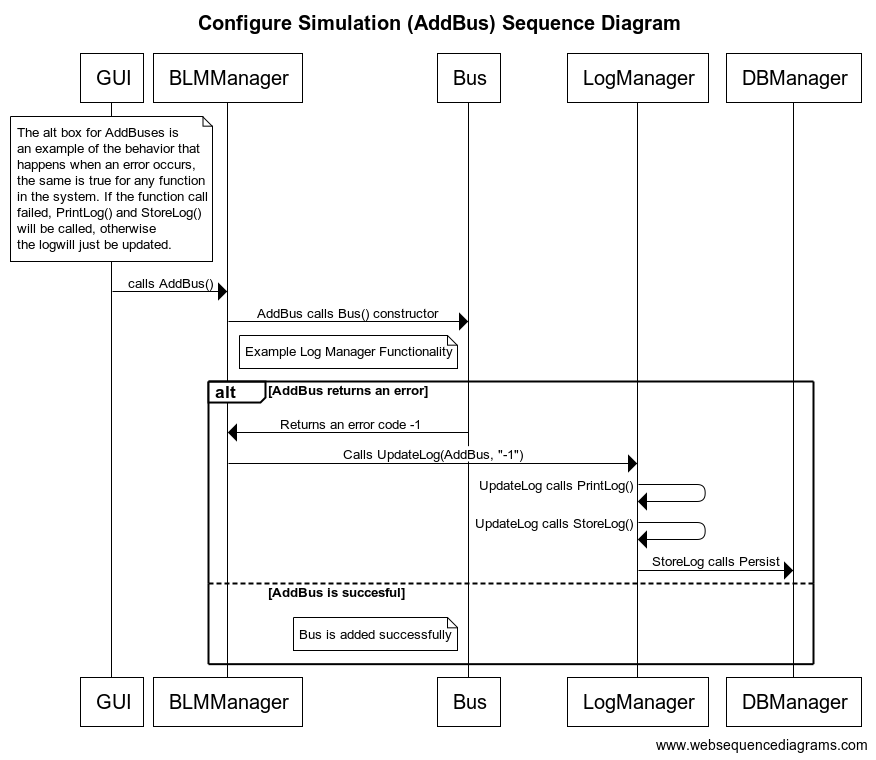 Configure Simulation (AddBus) Sequence Diagram
GUI
BLMManager
Bus
LogManager
DBManager
The alt box for AddBuses is
an example of the behavior that
happens when an error occurs,
the same is true for any function
in the system. If the function call
failed, PrintLog() and StoreLog()
will be called, otherwise
the logwill just be updated.
calls AddBus()
AddBus calls Bus() constructor
Example Log Manager Functionality
alt
[AddBus returns an error]
Returns an error code -1
Calls UpdateLog(AddBus, "-1")
UpdateLog calls PrintLog()
UpdateLog calls StoreLog()
StoreLog calls Persist
[AddBus is succesful]
Bus is added successfully
GUI
BLMManager
Bus
LogManager
DBManager
www.websequencediagrams.com